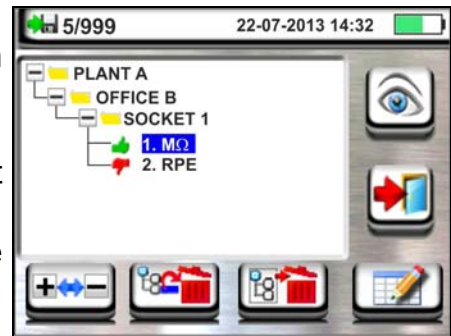 5/999 22-07-2013 14:32
PLANT A
OFFICE B
SOCKET 1
1. MΩ
2. RPE